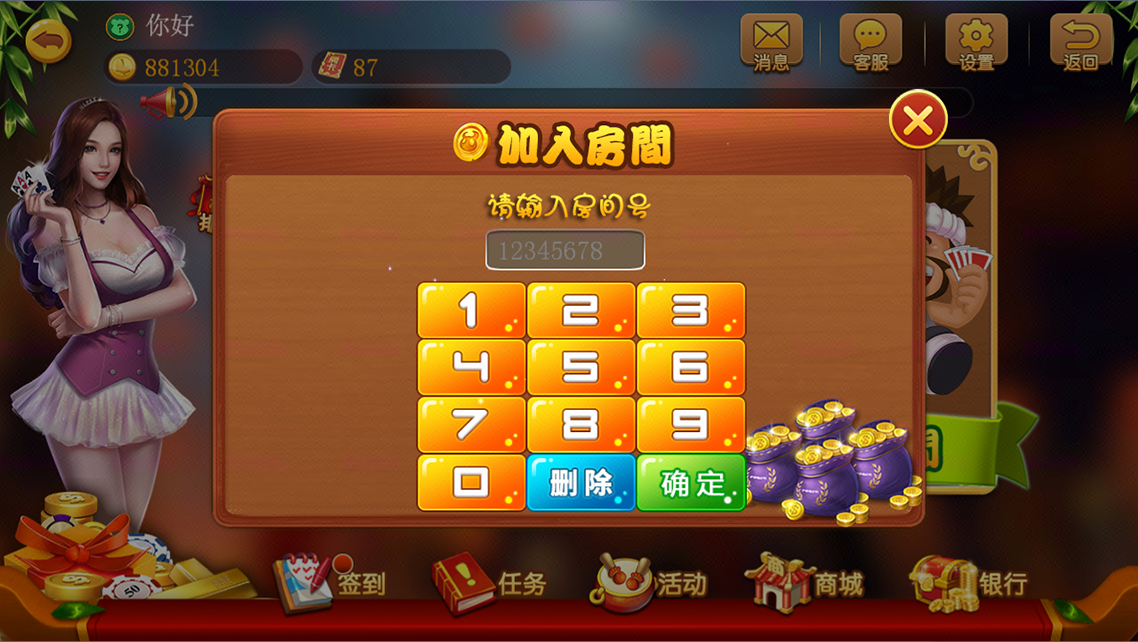 你好
881304
87
消息
客服
设置
返回
加入房間
请输入房间号
12345678
1 2 3
4 5 6
7 8 9
0 删除 确定
签到
任务
活动
商城
银行
50